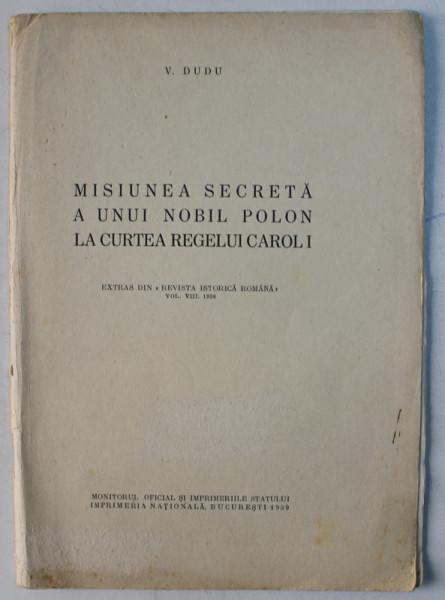 V. DUDU
MISIUNEA SECRETĂ
A UNUI NOBIL POLON
LA CURTEA REGELUI CAROL I
EXTRAS DIN «REVISTA ISTORICĂ ROMÂNĂ»
VOL. VIII. 1938
MONITORUL OFICIAL ȘI IMPRIMERIILE STATULUI
IMPRIMERIA NAȚIONALĂ, BUCUREȘTI 1939